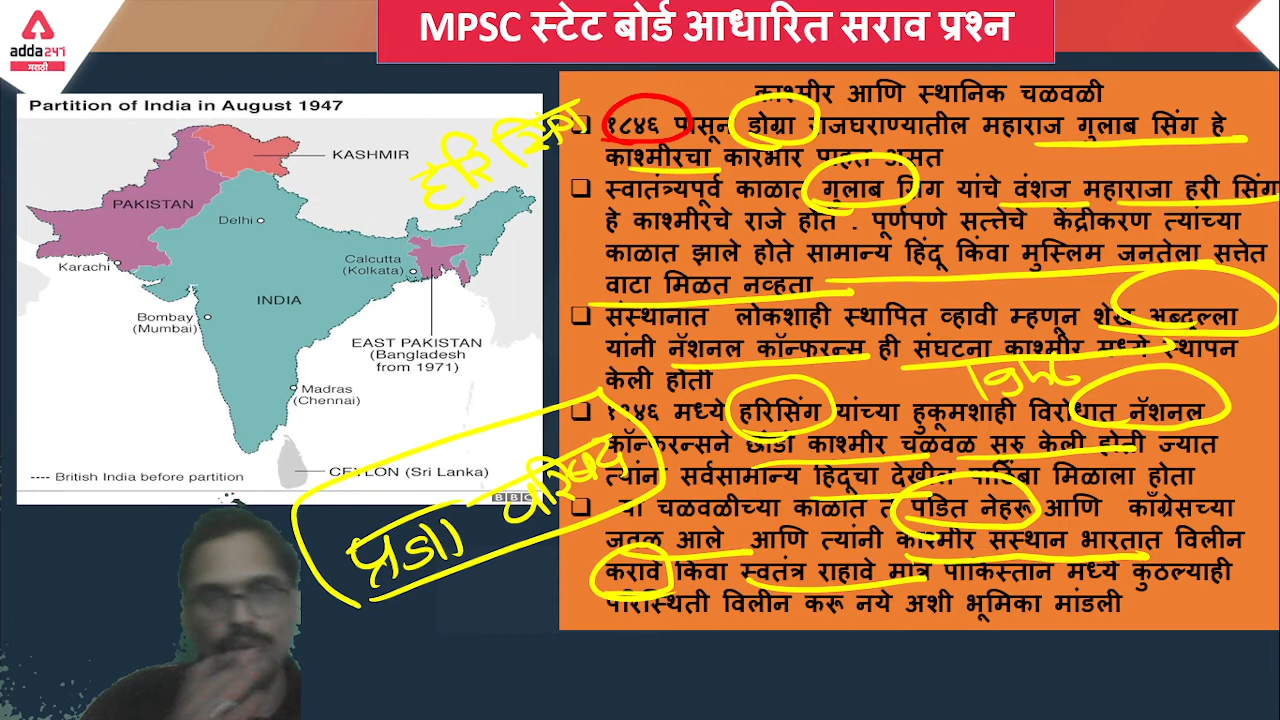 MPSC स्टेट बोर्ड आधारित सराव प्रश्न
adda247
मराठी
Partition of India in August 1947
KASHMIR
PAKISTAN
Delhi
Karachi
Calcutta
(Kolkata)
INDIA
Bombay
(Mumbai)
EAST PAKISTAN
(Bangladesh
from 1971)
Madras
(Chennai)
CEYLON (Sri Lanka)
---- British India before partition
BBC
काश्मीर आणि स्थानिक चळवळी
१८४६ पासून डोग्रा राजघराण्यातील महाराज गुलाब सिंग हे
काश्मीरचा कारभार पाहत असत
स्वातंत्र्यपूर्व काळात गुलाब सिंग यांचे वंशज महाराजा हरी सिंग
हे काश्मीरचे राजे होते . पूर्णपणे सत्तेचे केंद्रीकरण त्यांच्या
काळात झाले होते सामान्य हिंदू किंवा मुस्लिम जनतेला सत्तेत
वाटा मिळत नव्हता
संस्थानात लोकशाही स्थापित व्हावी म्हणून शेख अब्दुल्ला
यांनी नॅशनल कॉन्फरन्स ही संघटना काश्मीर मध्ये स्थापन
केली होती
१९४६ मध्ये हरिसिंग यांच्या हुकूमशाही विरोधात नॅशनल
कॉन्फरन्सने छोडो काश्मीर चळवळ सुरु केली होती ज्यात
त्यांना सर्वसामान्य हिंदूचा देखील पाठिंबा मिळाला होता
या चळवळीच्या काळात ते पंडित नेहरू आणि काँग्रेसच्या
जवळ आले आणि त्यांनी काश्मीर संस्थान भारतात विलीन
करावे किंवा स्वतंत्र राहावे मात्र पाकिस्तान मध्ये कुठल्याही
परिस्थिती विलीन करू नये अशी भूमिका मांडली
हरि सिंग
प्रजा परिषद